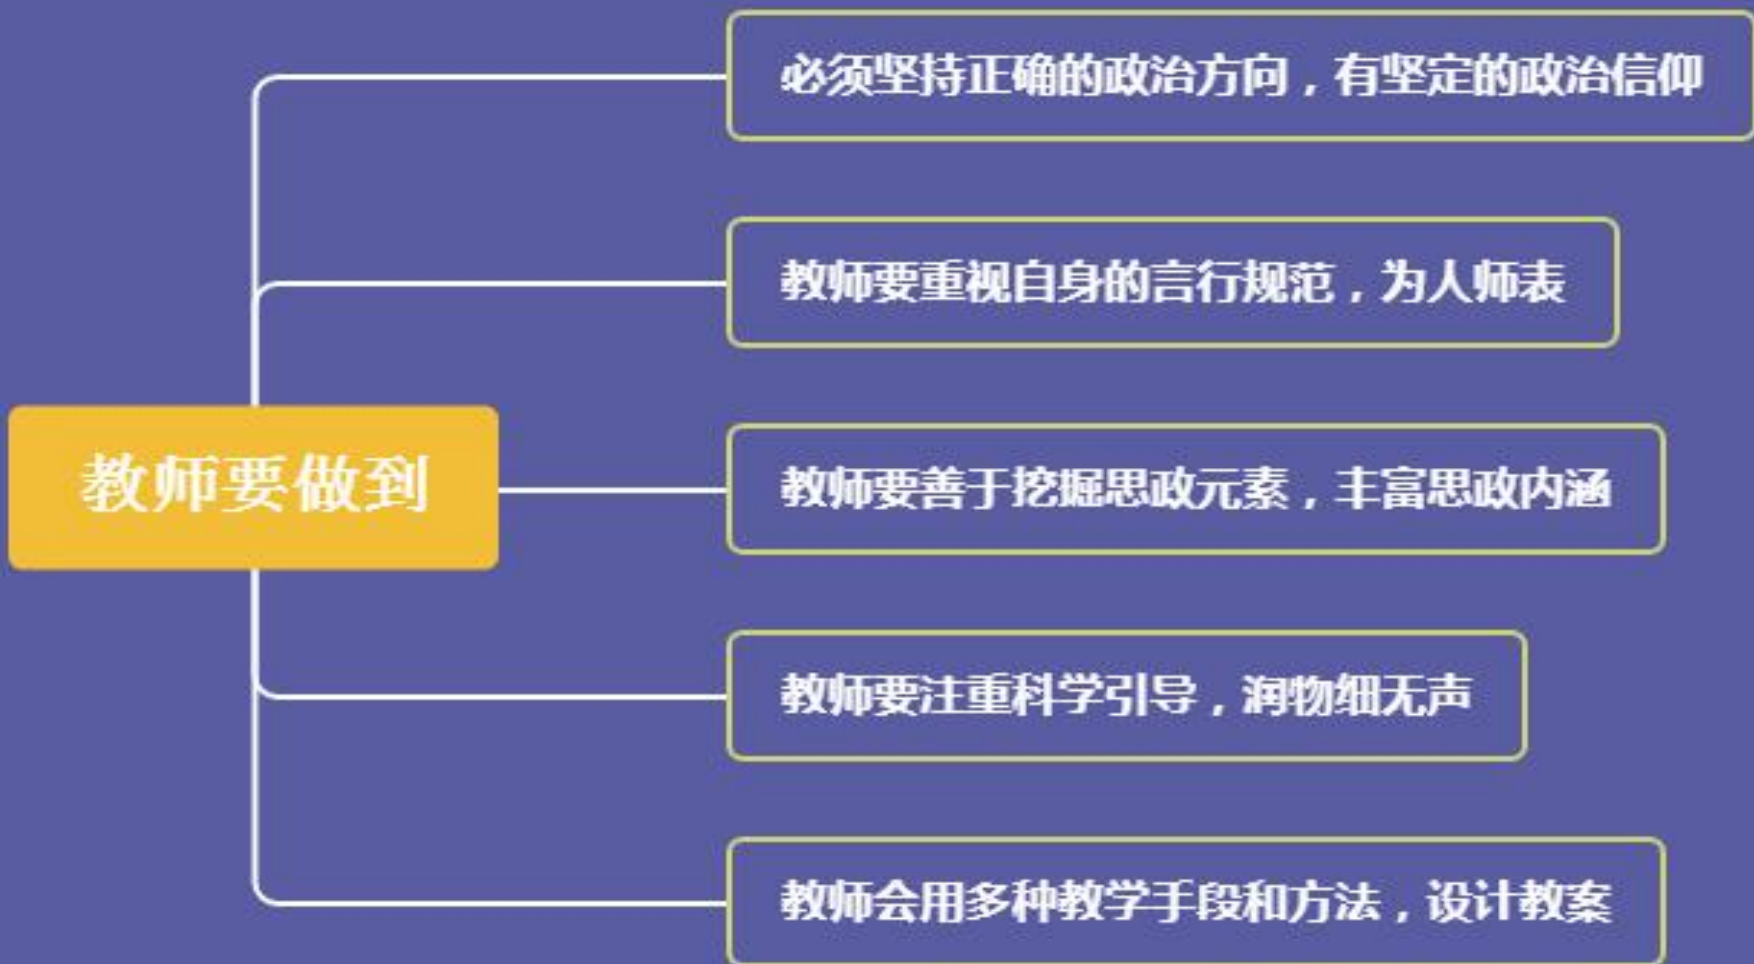 必须坚持正确的政治方向，有坚定的政治信仰
教师要重视自身的言行规范，为人师表
教师要做到
教师要善于挖掘思政元素，丰富思政内涵
教师要注重科学引导，润物细无声
教师会用多种教学手段和方法，设计教案